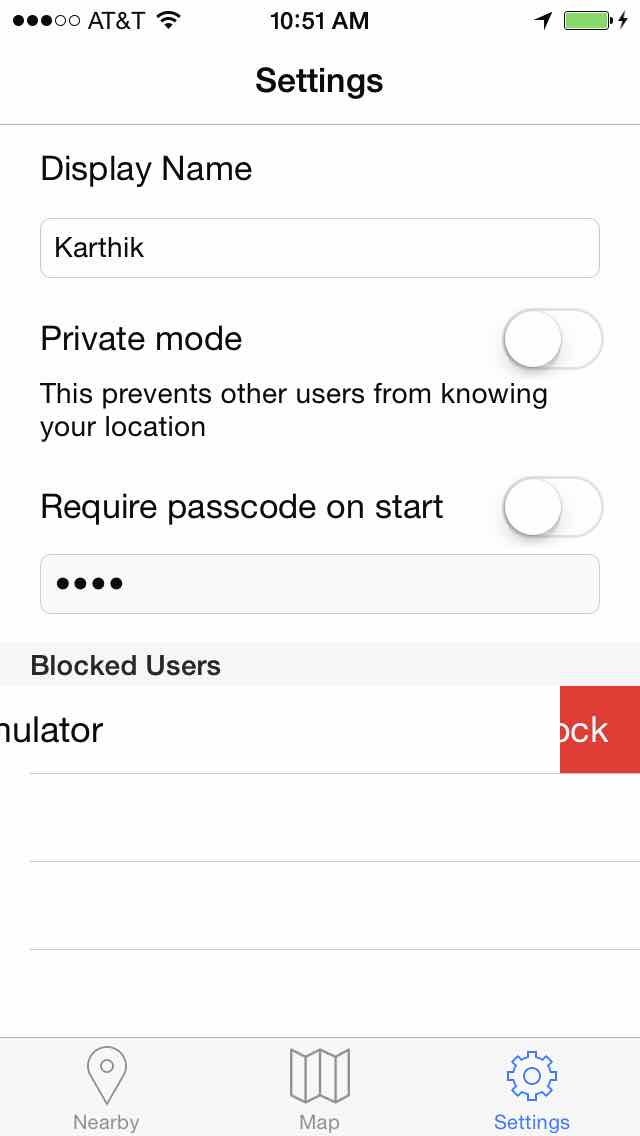 AT&T 10:51 AM
Settings
Display Name
Karthik
Private mode
This prevents other users from knowing
your location
Require passcode on start
••••
Blocked Users
nulator ock
Nearby Map Settings